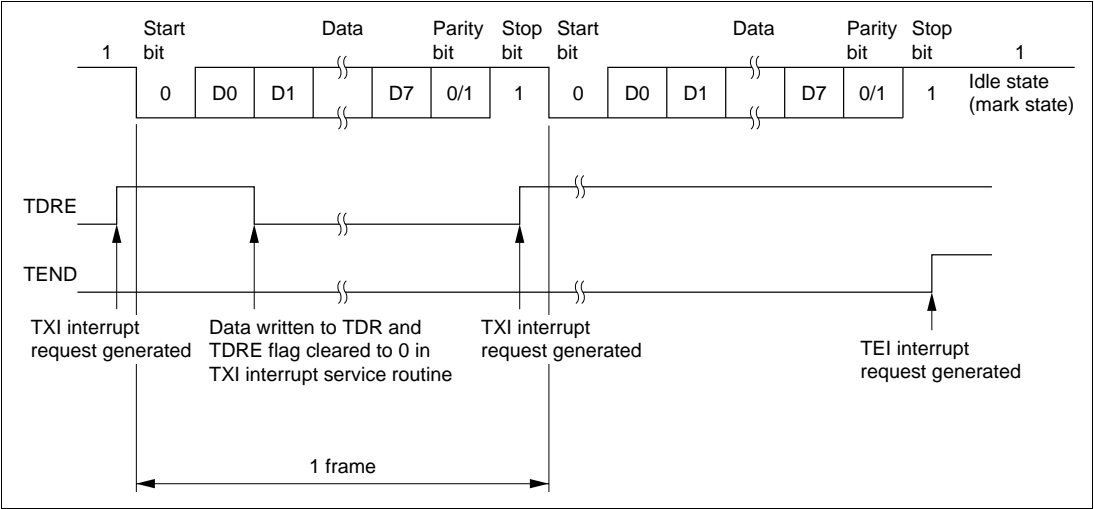 Start Data Parity Stop Start Data Parity Stop
1 bit bit bit bit bit bit 1
0 D0 D1 D7 0/1 1 0 D0 D1 D7 0/1 1 Idle state
(mark state)
TDRE
TEND
TXI interrupt
request generated
Data written to TDR and
TDRE flag cleared to 0 in
TXI interrupt service routine
TXI interrupt
request generated
TEI interrupt
request generated
1 frame